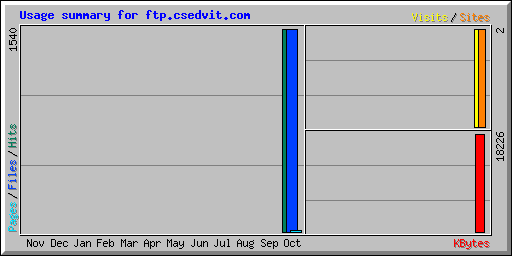 Usage summary for ftp.csedvit.com
Visits/Sites
1540
2
Pages/Files/Hits
18226
Nov Dec Jan Feb Mar Apr May Jun Jul Aug Sep Oct
KBytes